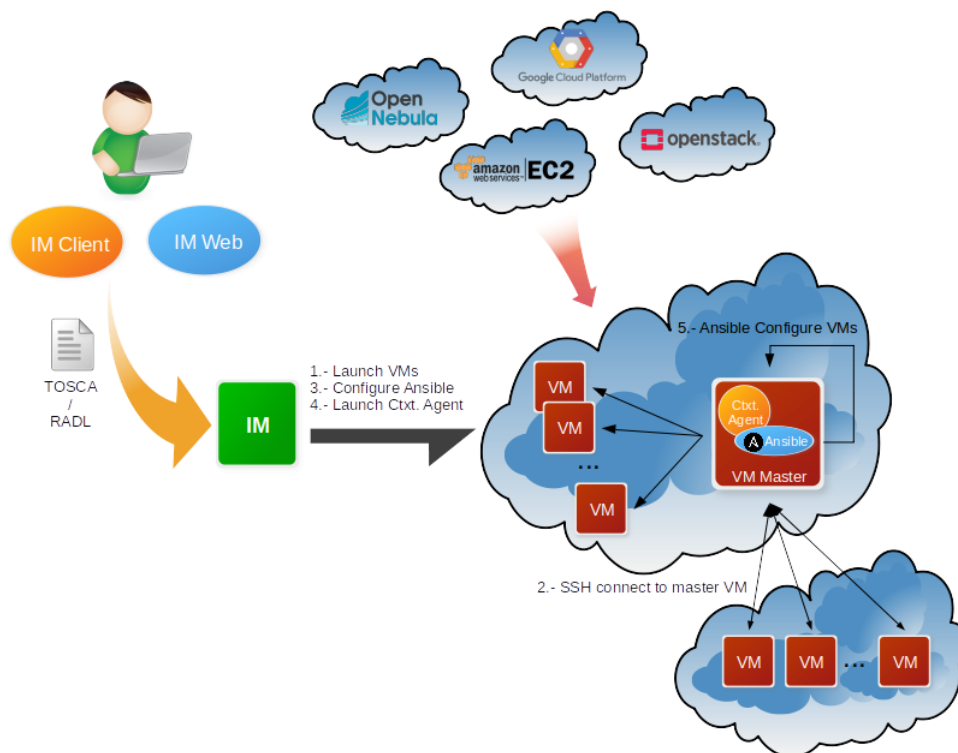 Google Cloud Platform
Open
Nebula
amazon
web services™
EC2
openstack®
IM Client
IM Web
TOSCA
/
RADL
IM
1.- Launch VMs
3.- Configure Ansible
4.- Launch Ctxt. Agent
5.- Ansible Configure VMs
VM
VM
...
VM
Ctxt.
Agent
A
Ansible
VM Master
2.- SSH connect to master VM
VM
VM
...
VM